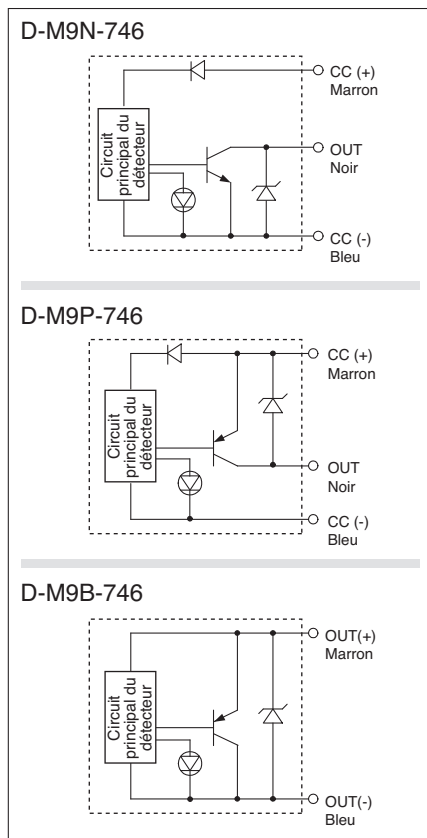 D-M9N-746
CC (+)
Marron
Circuit
principal du
détecteur
OUT
Noir
CC (-)
Bleu
D-M9P-746
CC (+)
Marron
Circuit
principal du
détecteur
OUT
Noir
CC (-)
Bleu
D-M9B-746
OUT(+)
Marron
Circuit
principal du
détecteur
OUT(-)
Bleu